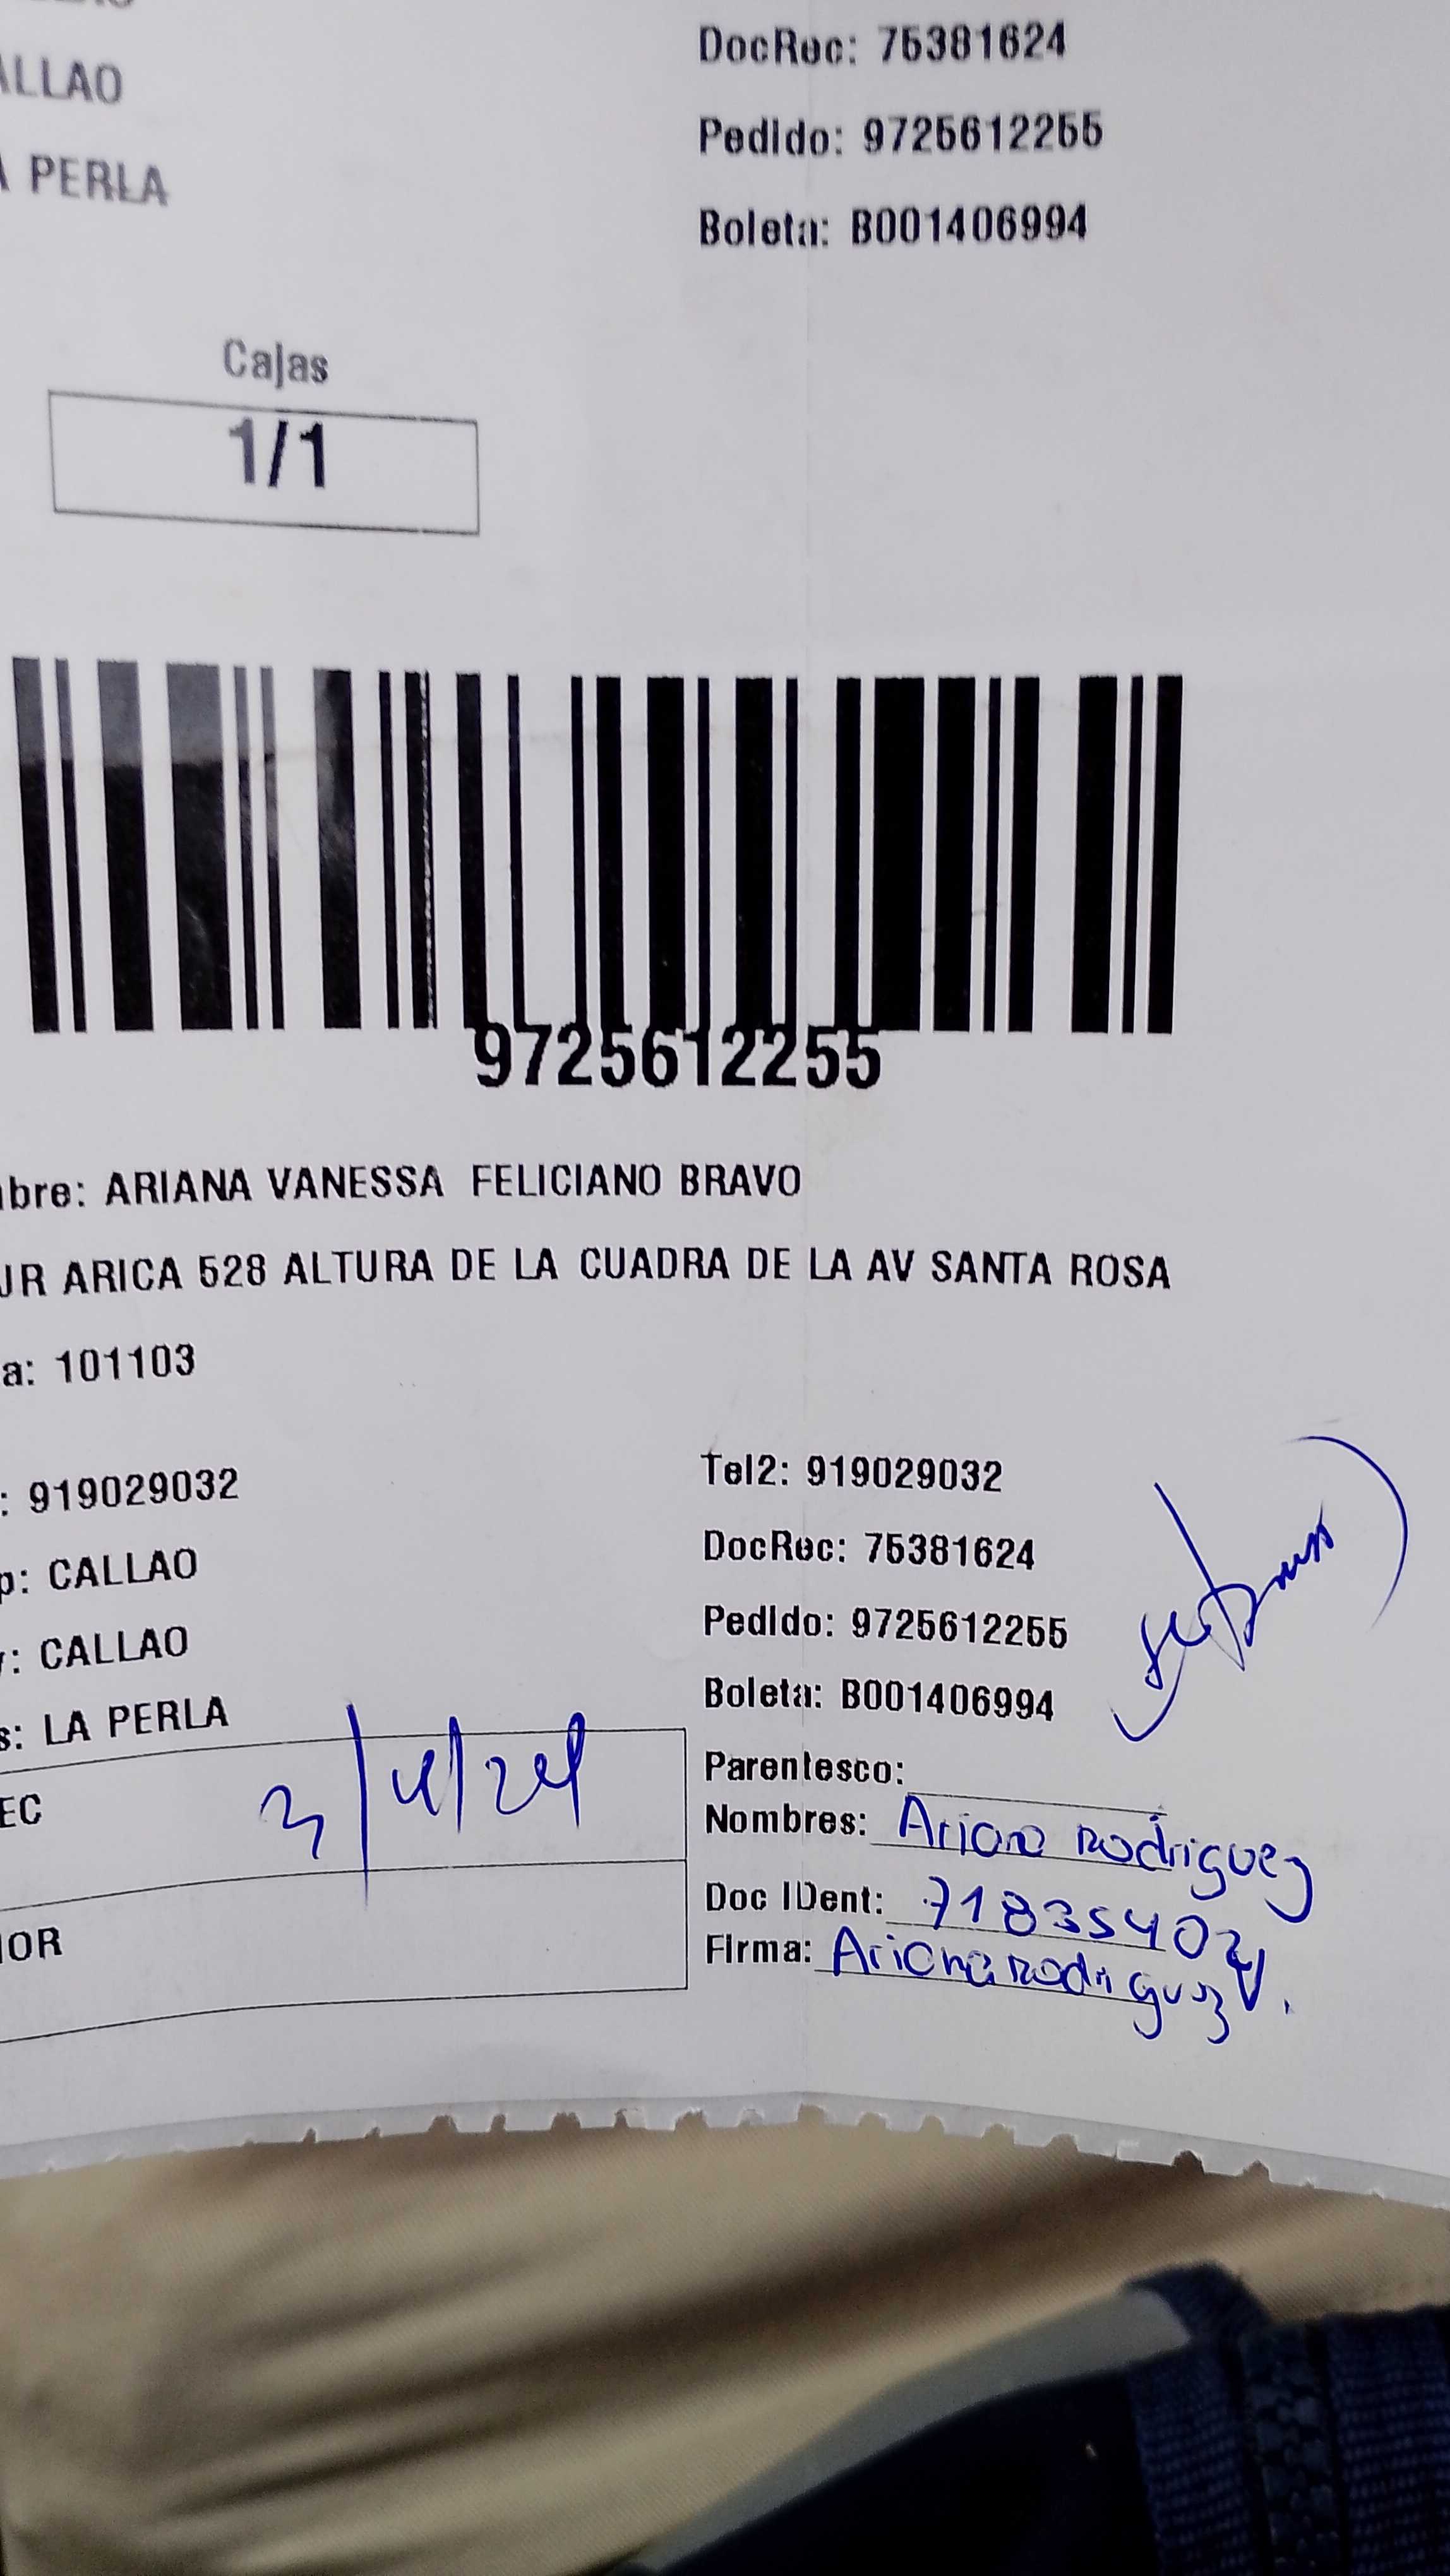 DocRec: 75381624
ALLAO
Pedido: 9725612255
A PERLA
Boleta: B001406994
Cajas
1/1
9725612255
bre: ARIANA VANESSA FELICIANO BRAVO
JR ARICA 528 ALTURA DE LA CUADRA DE LA AV SANTA ROSA
a: 101103
: 919029032
Tel2: 919029032
DocRec: 75381624
p: CALLAO
Pedido: 9725612255
: CALLAO
Boleta: B001406994
s: LA PERLA
Parentesco:
EC 3/4/24
Nombres: Ariana Rodriguez
Doc IDent: 71835402
OR
Firma: Ariana Rodriguez